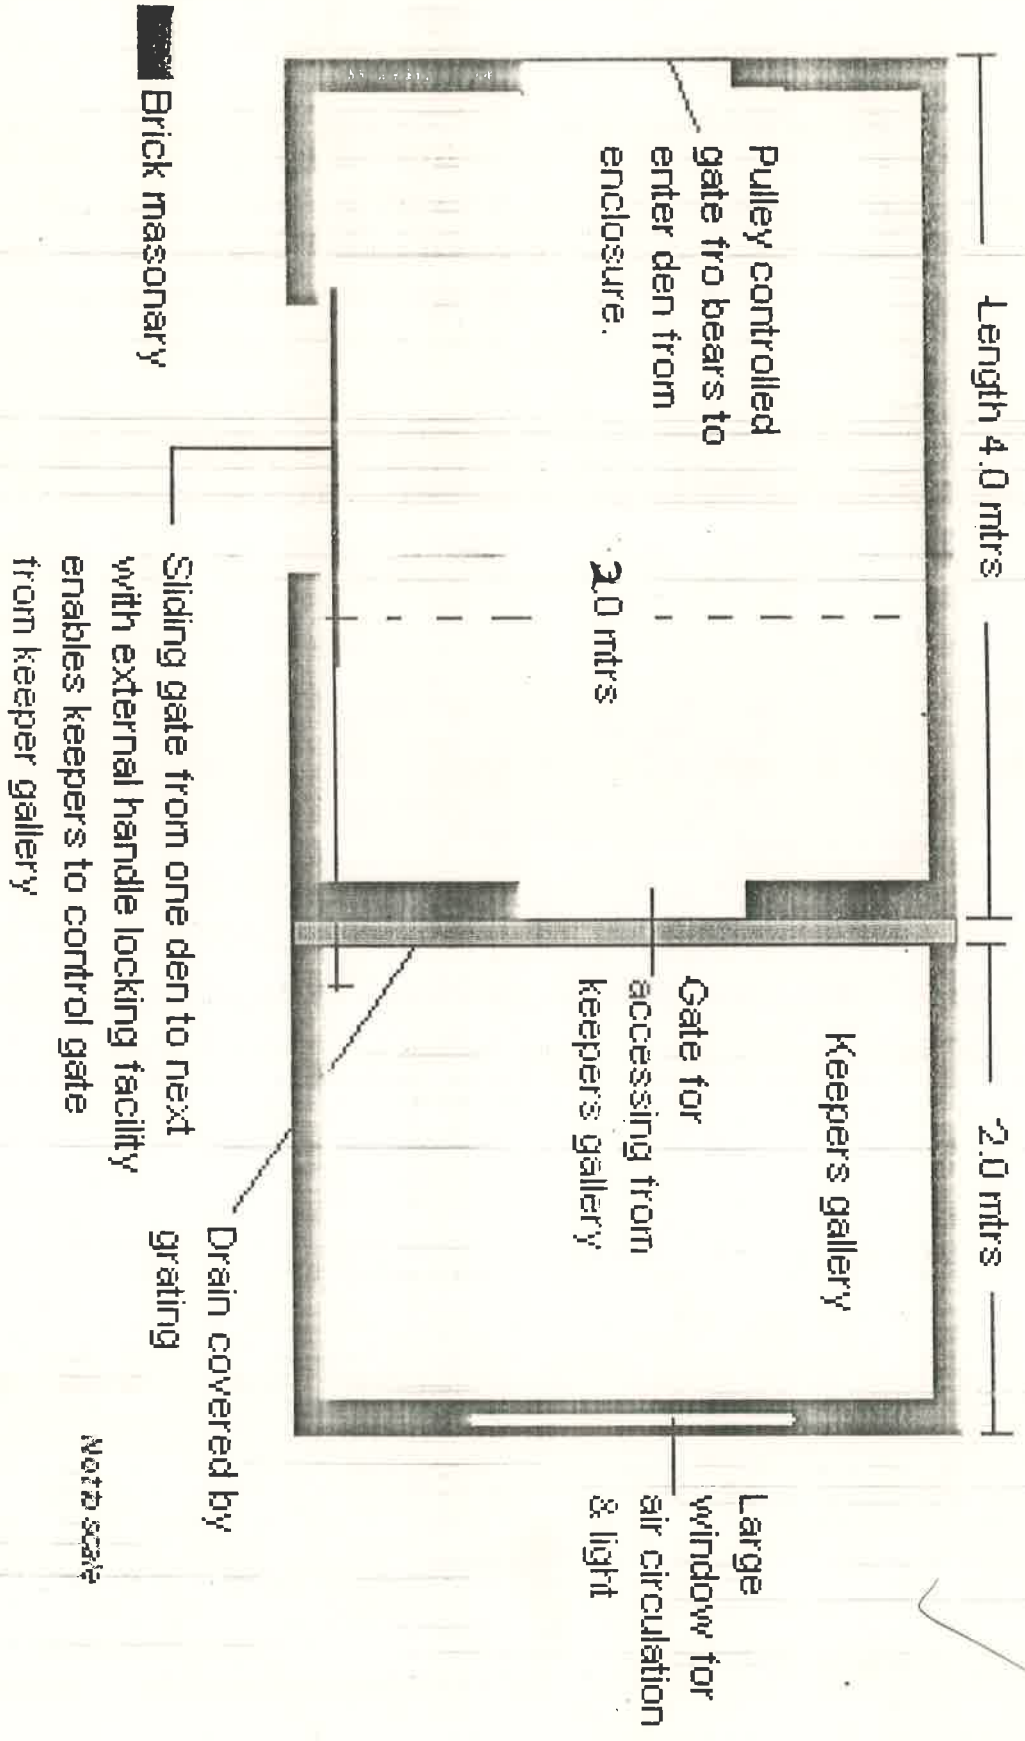 Length 4.0 mtrs
2.0 mtrs
Pulley controlled
gate fro bears to
enter den from
enclosure.
2.0 mtrs
Keepers gallery
Gate for
accessing from
keepers gallery
Large
window for
air circulation
& light
Brick masonary
Sliding gate from one den to next
with external handle locking facility
enables keepers to control gate
from keeper gallery
Drain covered by
grating
Not to scale